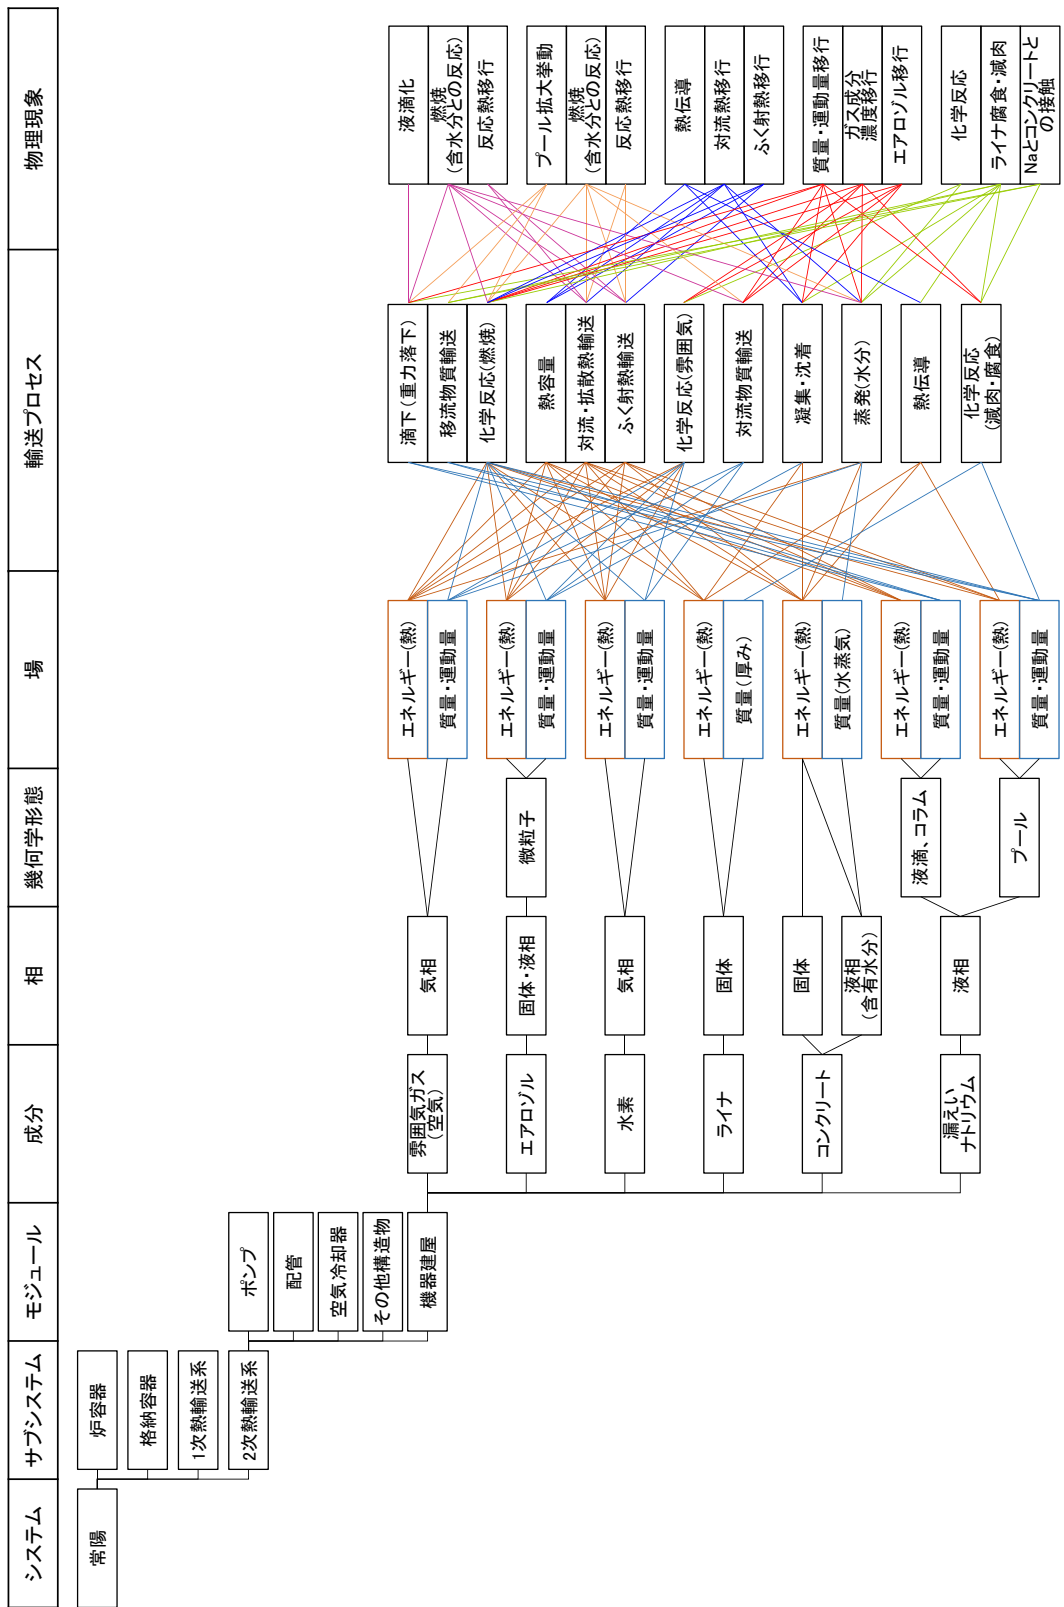 システム
サブシステム
モジュール
成分
相
幾何学形態
場
輸送プロセス
物理現象
常陽
炉容器
格納容器
1次熱輸送系
2次熱輸送系
ポンプ
配管
空気冷却器
その他構造物
機器建屋
雰囲気ガス
(空気)
エアロゾル
水素
ライナ
コンクリート
漏えい
ナトリウム
気相
固体・液相
気相
固体
固体
液相
(含有水分)
液相
微粒子
液滴、コラム
プール
エネルギー(熱)
質量・運動量
エネルギー(熱)
質量・運動量
エネルギー(熱)
質量・運動量
エネルギー(熱)
質量(厚み)
エネルギー(熱)
質量(水蒸気)
エネルギー(熱)
質量・運動量
エネルギー(熱)
質量・運動量
滴下(重力落下)
移流物質輸送
化学反応(燃焼)
熱容量
対流・拡散熱輸送
ふく射熱輸送
化学反応(雰囲気)
対流物質輸送
凝集・沈着
蒸発(水分)
熱伝導
化学反応
(減肉・腐食)
液滴化
燃焼
(含水分との反応)
反応熱移行
プール拡大挙動
燃焼
(含水分との反応)
反応熱移行
熱伝導
対流熱移行
ふく射熱移行
質量・運動量移行
ガス成分
濃度移行
エアロゾル移行
化学反応
ライナ腐食・減肉
Naとコンクリートと
の接触